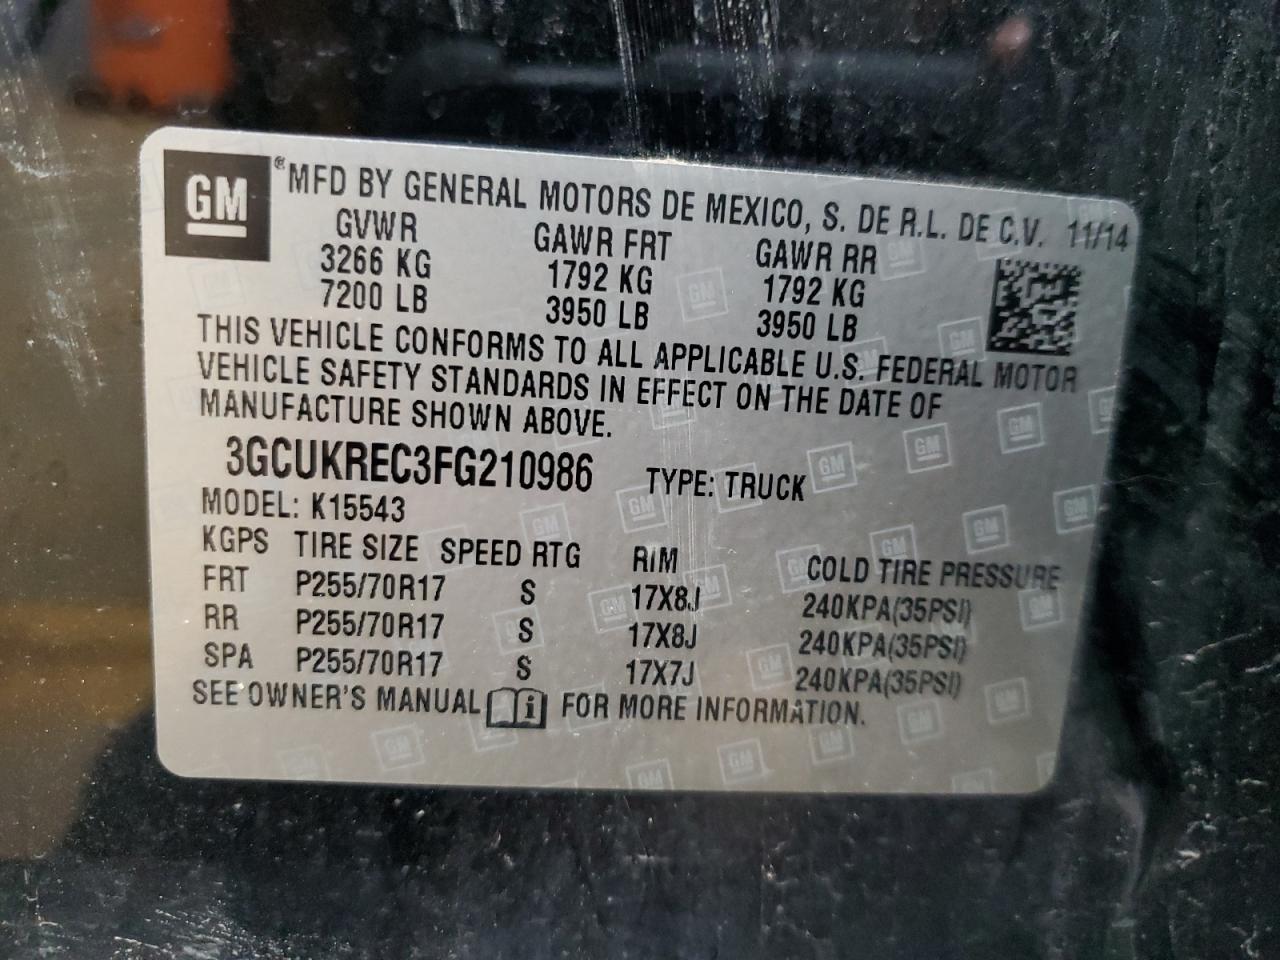 GM ® MFD BY GENERAL MOTORS DE MEXICO, S. DE R.L. DE C.V. 11/14
GVWR GAWR FRT GAWR RR
3266 KG 1792 KG 1792 KG
7200 LB 3950 LB 3950 LB
THIS VEHICLE CONFORMS TO ALL APPLICABLE U.S. FEDERAL MOTOR
VEHICLE SAFETY STANDARDS IN EFFECT ON THE DATE OF
MANUFACTURE SHOWN ABOVE.
3GCUKREC3FG210986 TYPE: TRUCK
MODEL: K15543
KGPS TIRE SIZE SPEED RTG RIM COLD TIRE PRESSURE
FRT P255/70R17 S 17X8J 240KPA(35PSI)
RR P255/70R17 S 17X8J 240KPA(35PSI)
SPA P255/70R17 S 17X7J 240KPA(35PSI)
SEE OWNER'S MANUAL i FOR MORE INFORMATION.